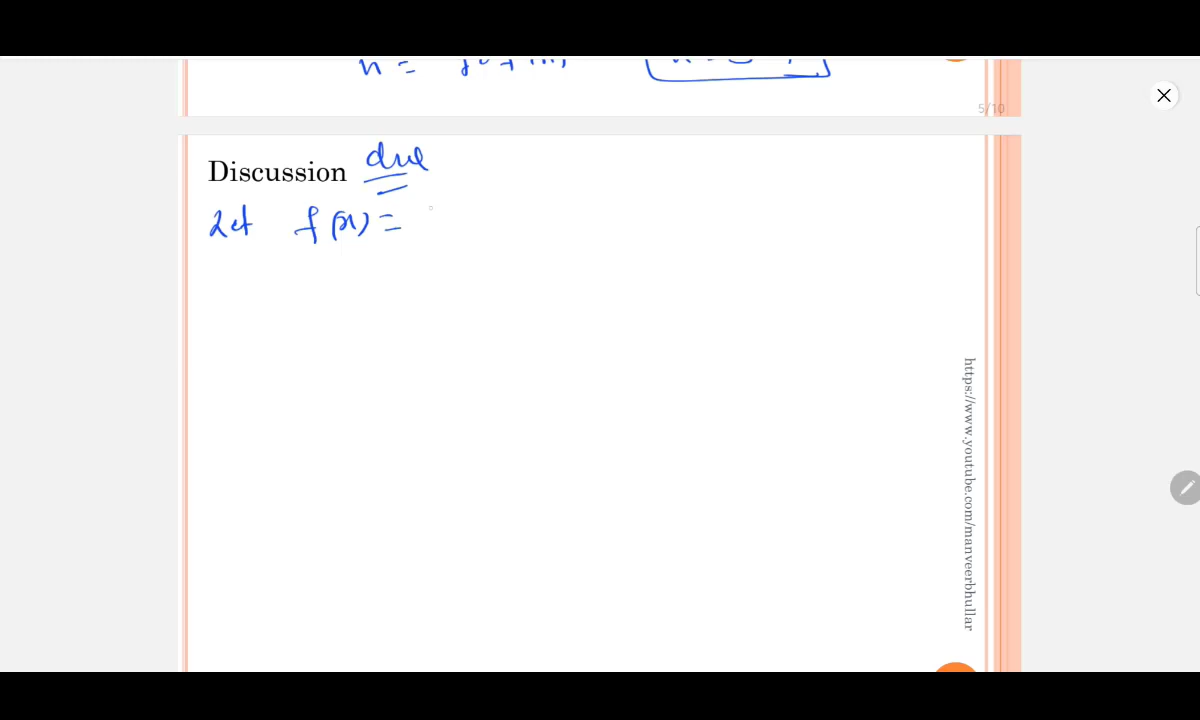 5/10
Discussion due
Let f(x) =
https://www.youtube.com/manveerbhullar